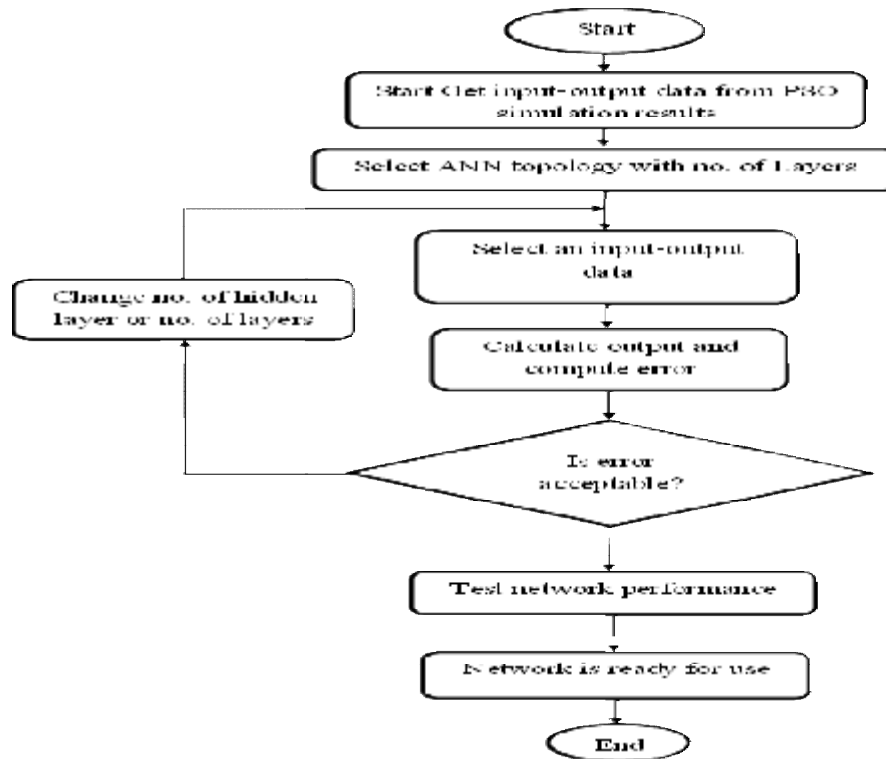 Start
Start Get input-output data from PSO
simulation results
Select ANN topology with no. of Layers
Select an input-output
data
Change no. of hidden
layer or no. of layers
Calculate output and
compute error
Is error
acceptable?
Test network performance
Network is ready for use
End